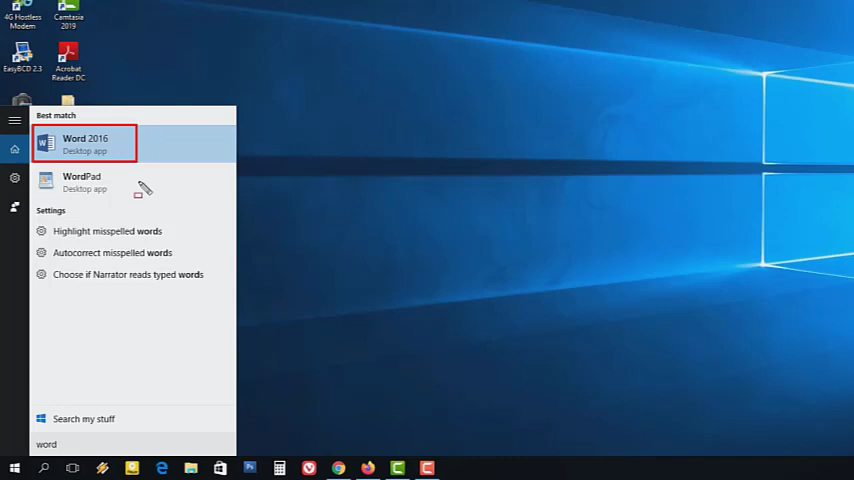 4G Hostless
Modem
Camtasia
2019
EasyBCD 2.3
Acrobat
Reader DC
Best match
Word 2016
Desktop app
WordPad
Desktop app
Settings
Highlight misspelled words
Autocorrect misspelled words
Choose if Narrator reads typed words
Search my stuff
word
Ps